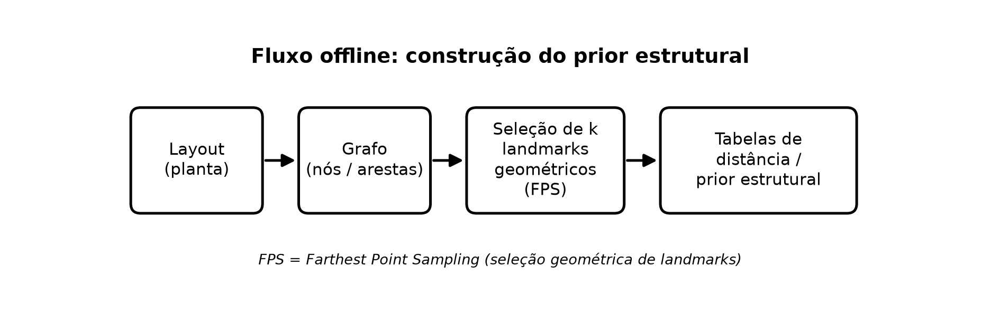 Fluxo offline: construção do prior estrutural
Layout
(planta)
Grafo
(nós / arestas)
Seleção de k
landmarks
geométricos
(FPS)
Tabelas de
distância /
prior estrutural
FPS = Farthest Point Sampling (seleção geométrica de landmarks)